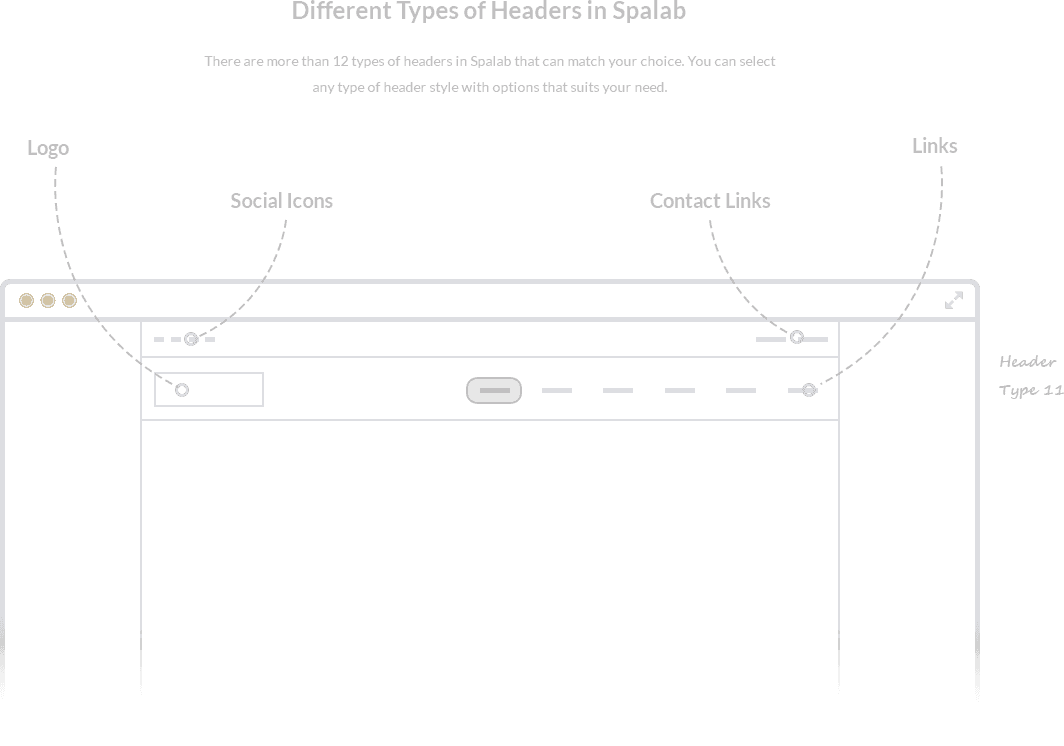 Different Types of Headers in Spalab
There are more than 12 types of headers in Spalab that can match your choice. You can select
any type of header style with options that suits your need.
Logo
Links
Social Icons
Contact Links
Header
Type 11